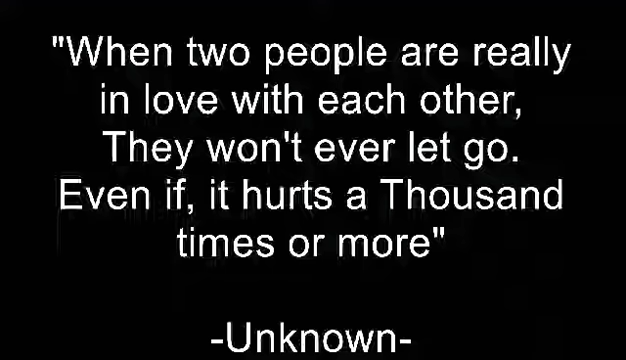 "When two people are really
in love with each other,
They won't ever let go.
Even if, it hurts a Thousand
times or more"
-Unknown-